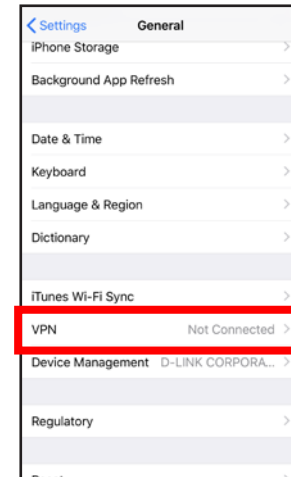 Settings General
iPhone Storage
Background App Refresh
Date & Time
Keyboard
Language & Region
Dictionary
iTunes Wi-Fi Sync
VPN Not Connected
Device Management D-LINK CORPORA...
Regulatory